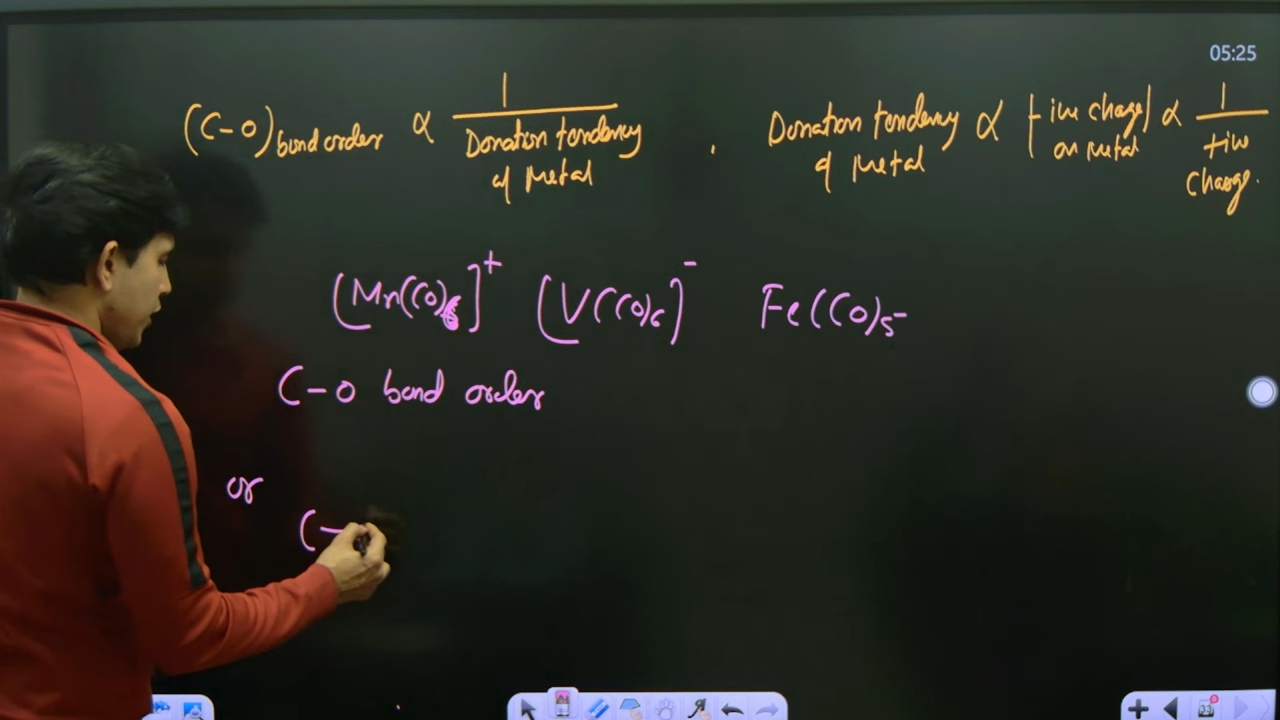 05:25
(C-O) bond order ∝ 1 / Donation tendency of Metal , Donation tendency of Metal ∝ |-ive charge| on Metal ∝ 1 / +ive charge.
[Mn(CO)6]+ [V(CO)6]- Fe(CO)5-
C-O bond order
or
C-
33